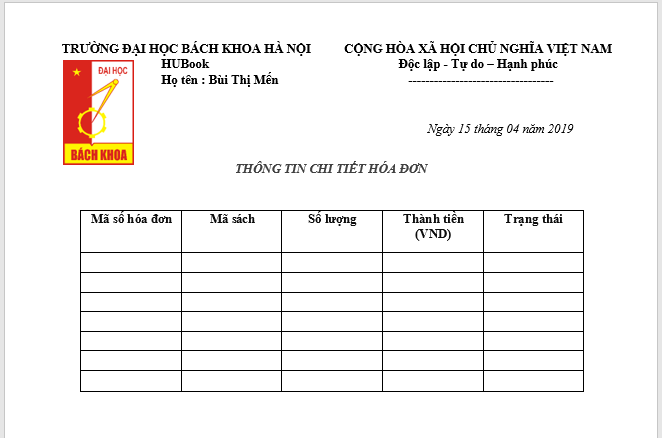 TRƯỜNG ĐẠI HỌC BÁCH KHOA HÀ NỘI
HUBook
Họ tên : Bùi Thị Mến
CỘNG HÒA XÃ HỘI CHỦ NGHĨA VIỆT NAM
Độc lập - Tự do – Hạnh phúc
----------------------------------
ĐẠI HỌC
BÁCH KHOA
Ngày 15 tháng 04 năm 2019
THÔNG TIN CHI TIẾT HÓA ĐƠN
Mã số hóa đơn Mã sách Số lượng Thành tiền Trạng thái
(VND)